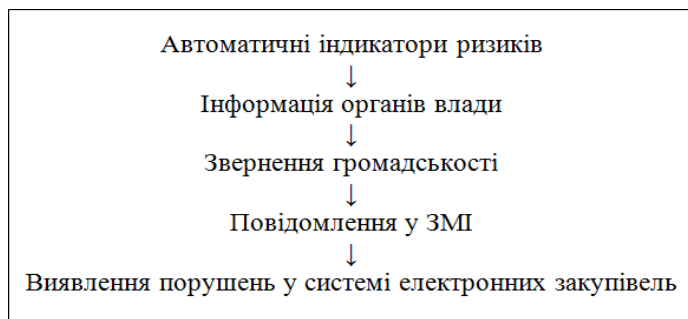 Автоматичні індикатори ризиків
↓
Інформація органів влади
↓
Звернення громадськості
↓
Повідомлення у ЗМІ
↓
Виявлення порушень у системі електронних закупівель